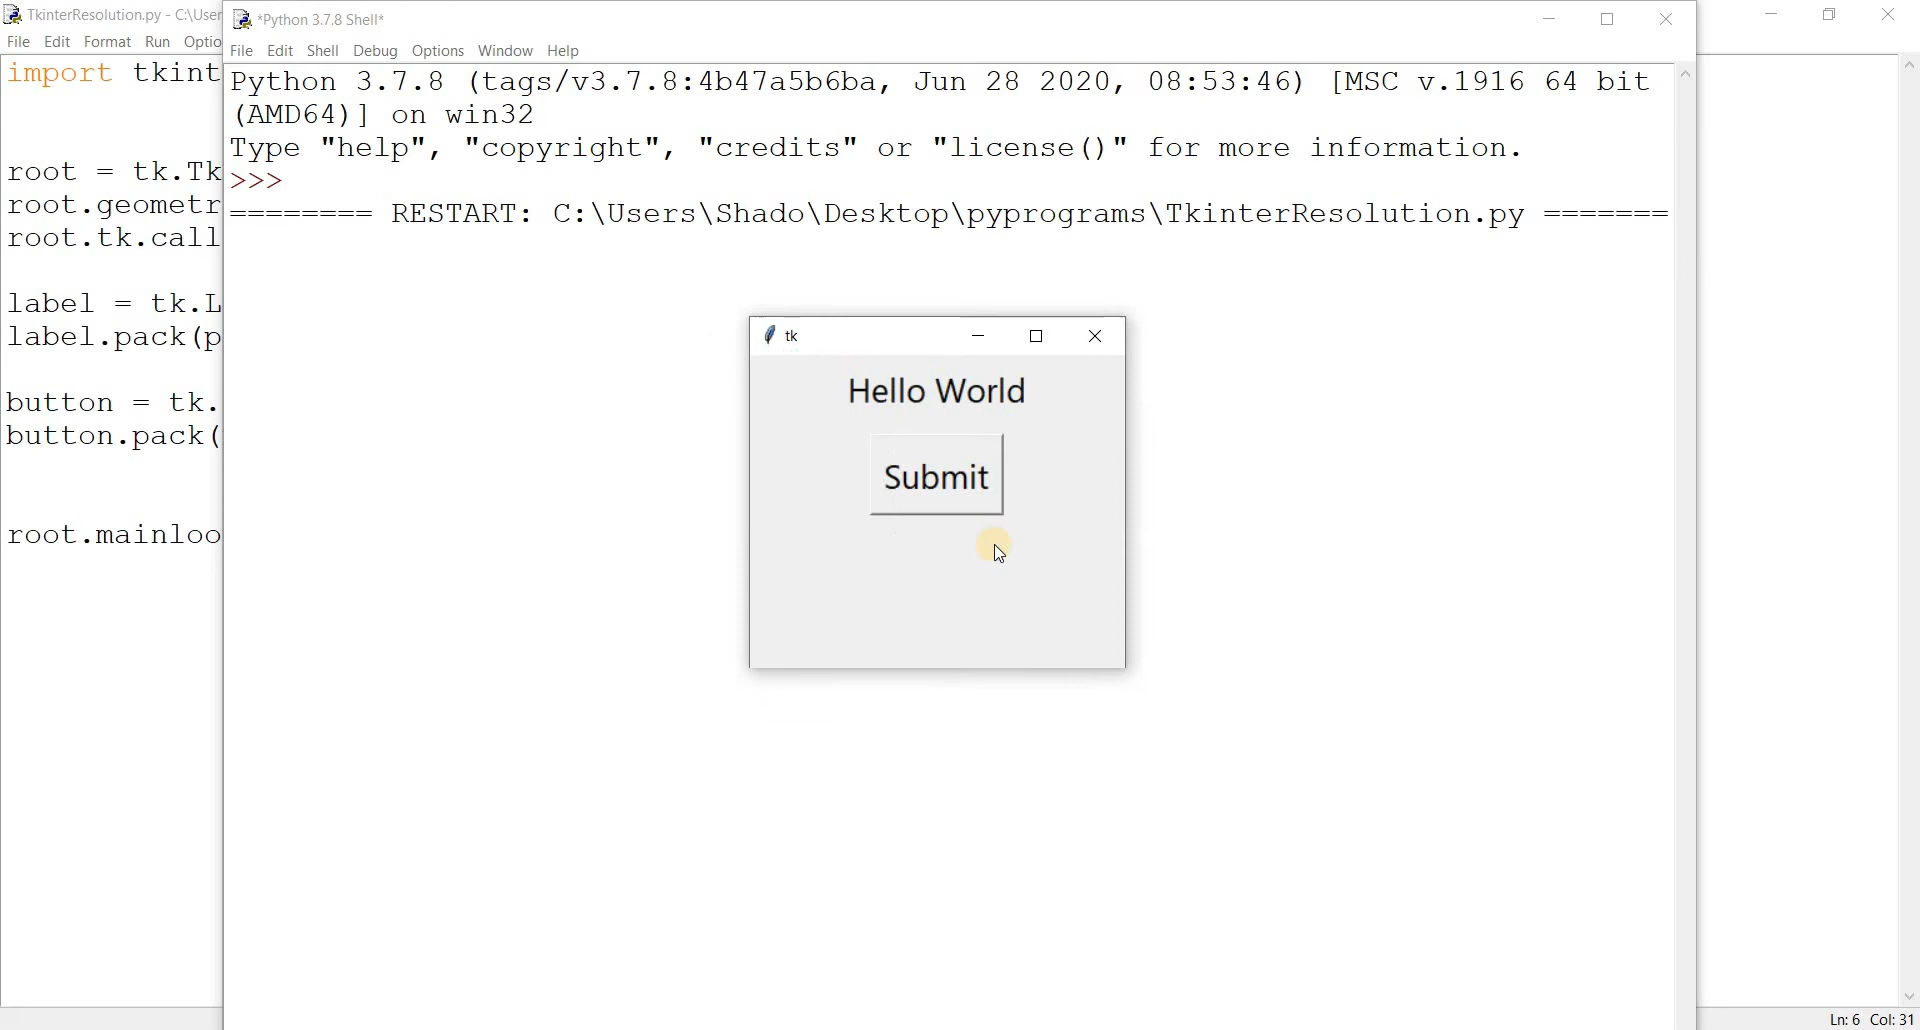 TkinterResolution.py - C:\User
File Edit Format Run Optio
import tkint
root = tk.Tk
root.geometr
root.tk.call
label = tk.L
label.pack(p
button = tk.
button.pack(
root.mainloo
*Python 3.7.8 Shell*
File Edit Shell Debug Options Window Help
Python 3.7.8 (tags/v3.7.8:4b47a5b6ba, Jun 28 2020, 08:53:46) [MSC v.1916 64 bit
(AMD64)] on win32
Type "help", "copyright", "credits" or "license()" for more information.
>>>
======== RESTART: C:\Users\Shado\Desktop\pyprograms\TkinterResolution.py =======
tk
Hello World
Submit
Ln: 6 Col: 31